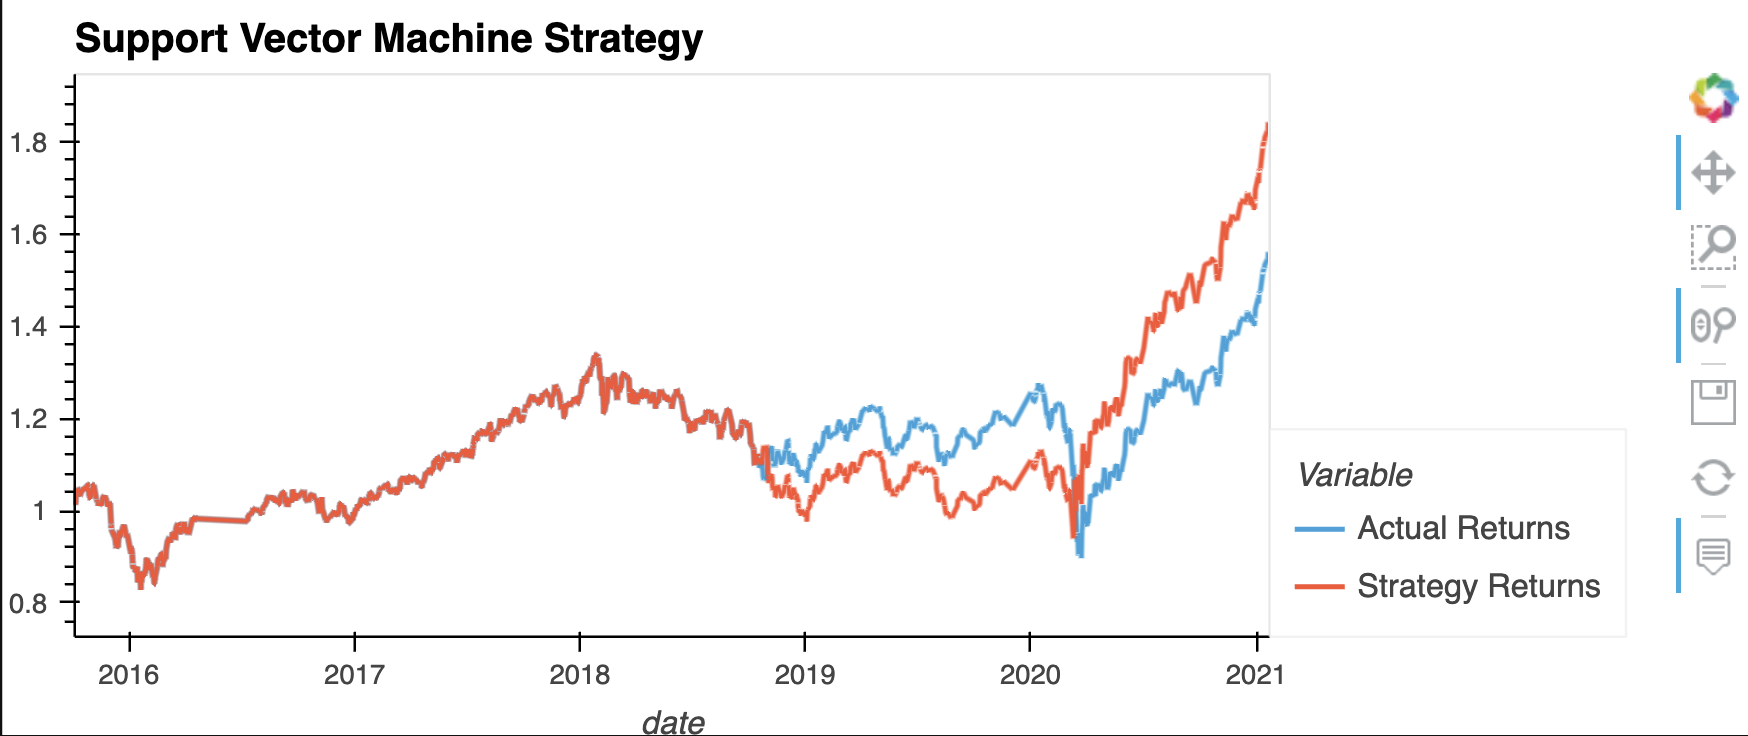 Support Vector Machine Strategy
1.8
1.6
1.4
1.2
1
0.8
2016 2017 2018 2019 2020 2021
date
Variable
Actual Returns
Strategy Returns